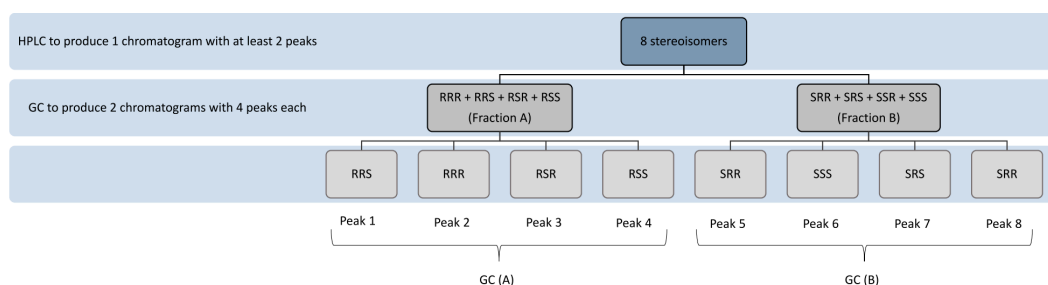 HPLC to produce 1 chromatogram with at least 2 peaks
8 stereoisomers
GC to produce 2 chromatograms with 4 peaks each
RRR + RRS + RSR + RSS
(Fraction A)
SRR + SRS + SSR + SSS
(Fraction B)
RRS
RRR
RSR
RSS
SRR
SSS
SRS
SRR
Peak 1
Peak 2
Peak 3
Peak 4
Peak 5
Peak 6
Peak 7
Peak 8
GC (A)
GC (B)